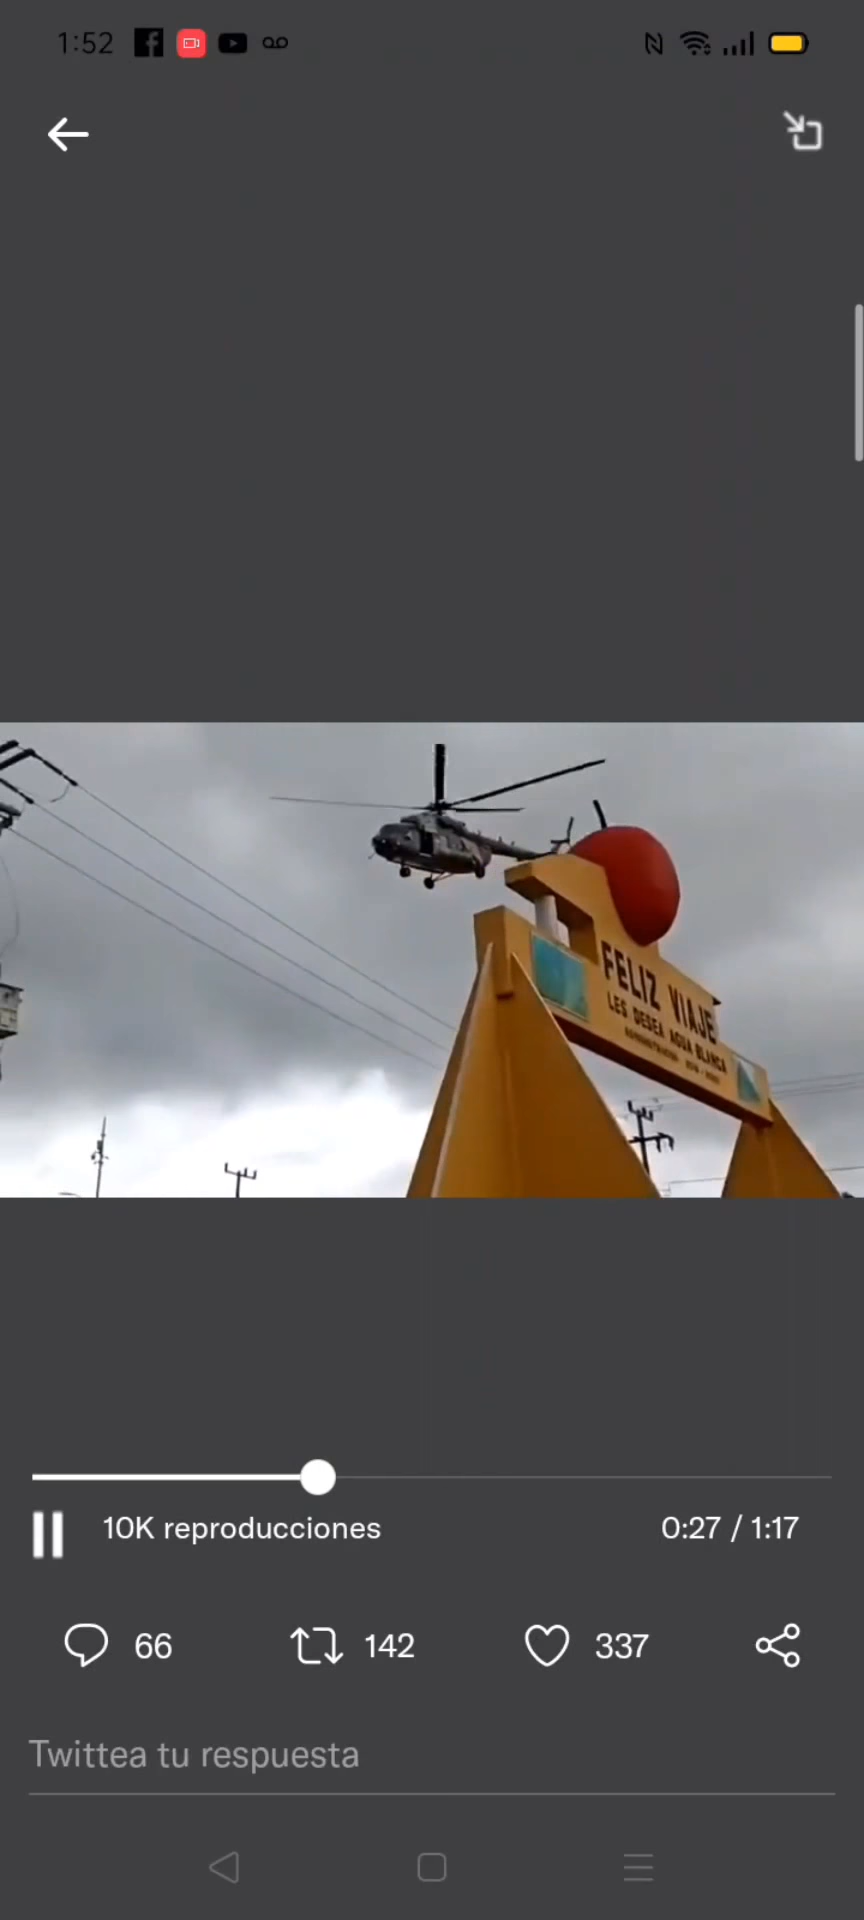 1:52
FELIZ VIAJE
LES DESEA AGUA BLANCA
10K reproducciones
0:27 / 1:17
66
142
337
Twittea tu respuesta